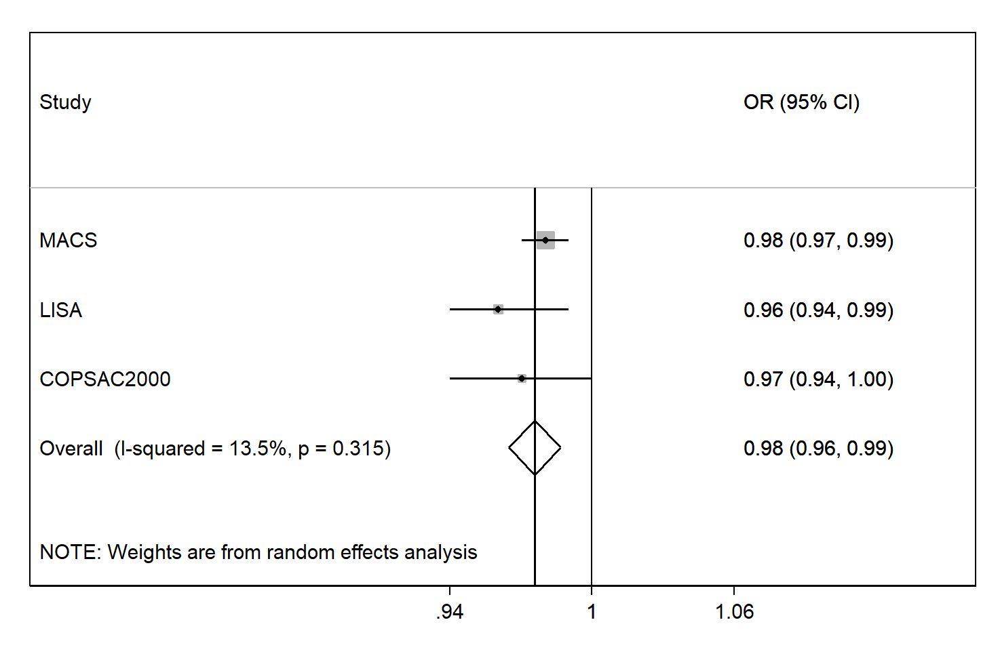 Study OR (95% CI)
MACS 0.98 (0.97, 0.99)
LISA 0.96 (0.94, 0.99)
COPSAC2000 0.97 (0.94, 1.00)
Overall (I-squared = 13.5%, p = 0.315) 0.98 (0.96, 0.99)
NOTE: Weights are from random effects analysis
.94 1 1.06